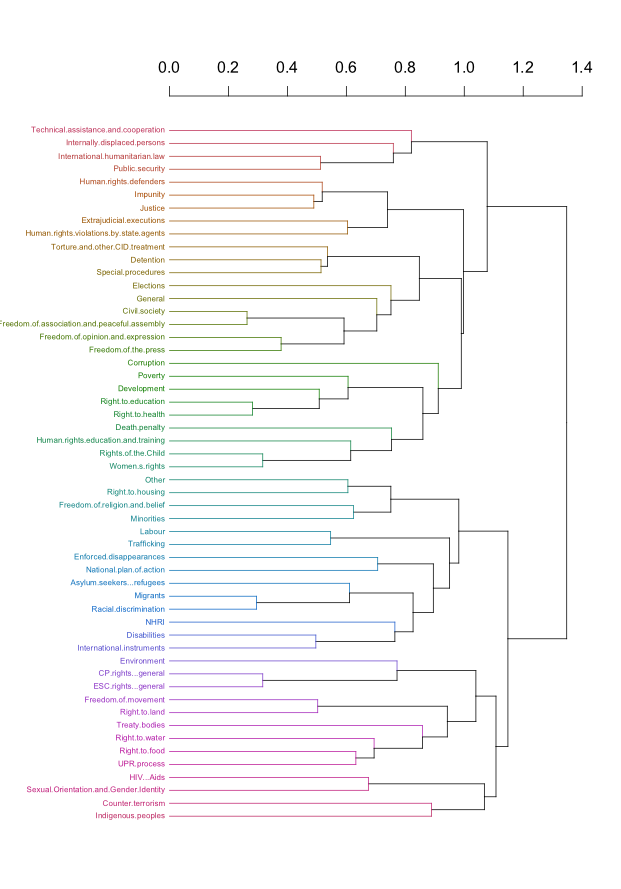 0.0 0.2 0.4 0.6 0.8 1.0 1.2 1.4
Technical.assistance.and.cooperation
Internally.displaced.persons
International.humanitarian.law
Public.security
Human.rights.defenders
Impunity
Justice
Extrajudicial.executions
Human.rights.violations.by.state.agents
Torture.and.other.CID.treatment
Detention
Special.procedures
Elections
General
Civil.society
Freedom.of.association.and.peaceful.assembly
Freedom.of.opinion.and.expression
Freedom.of.the.press
Corruption
Poverty
Development
Right.to.education
Right.to.health
Death.penalty
Human.rights.education.and.training
Rights.of.the.Child
Women.s.rights
Other
Right.to.housing
Freedom.of.religion.and.belief
Minorities
Labour
Trafficking
Enforced.disappearances
National.plan.of.action
Asylum.seekers...refugees
Migrants
Racial.discrimination
NHRI
Disabilities
International.instruments
Environment
CP.rights...general
ESC.rights...general
Freedom.of.movement
Right.to.land
Treaty.bodies
Right.to.water
Right.to.food
UPR.process
HIV...Aids
Sexual.Orientation.and.Gender.Identity
Counter.terrorism
Indigenous.peoples